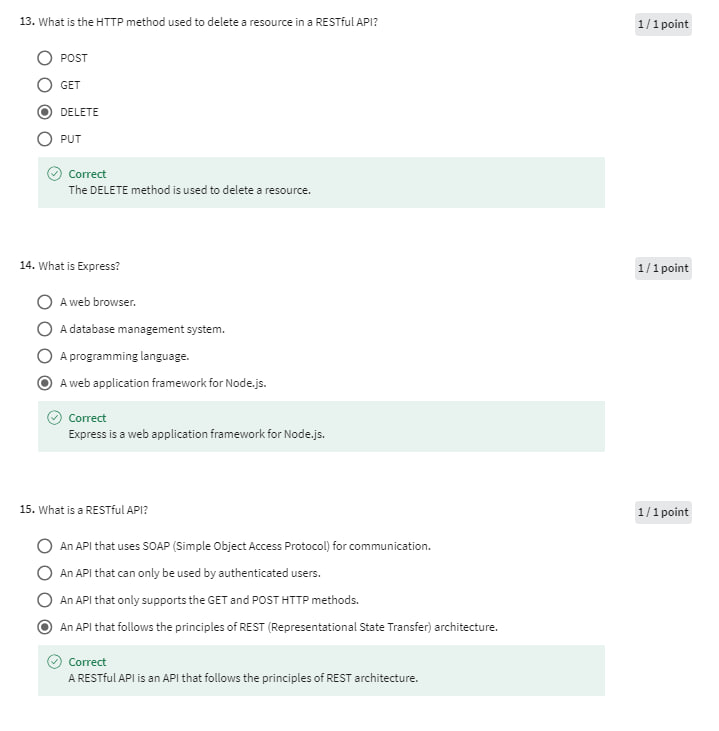 13. What is the HTTP method used to delete a resource in a RESTful API?
1 / 1 point
POST
GET
DELETE
PUT
Correct
The DELETE method is used to delete a resource.
14. What is Express?
1 / 1 point
A web browser.
A database management system.
A programming language.
A web application framework for Node.js.
Correct
Express is a web application framework for Node.js.
15. What is a RESTful API?
1 / 1 point
An API that uses SOAP (Simple Object Access Protocol) for communication.
An API that can only be used by authenticated users.
An API that only supports the GET and POST HTTP methods.
An API that follows the principles of REST (Representational State Transfer) architecture.
Correct
A RESTful API is an API that follows the principles of REST architecture.